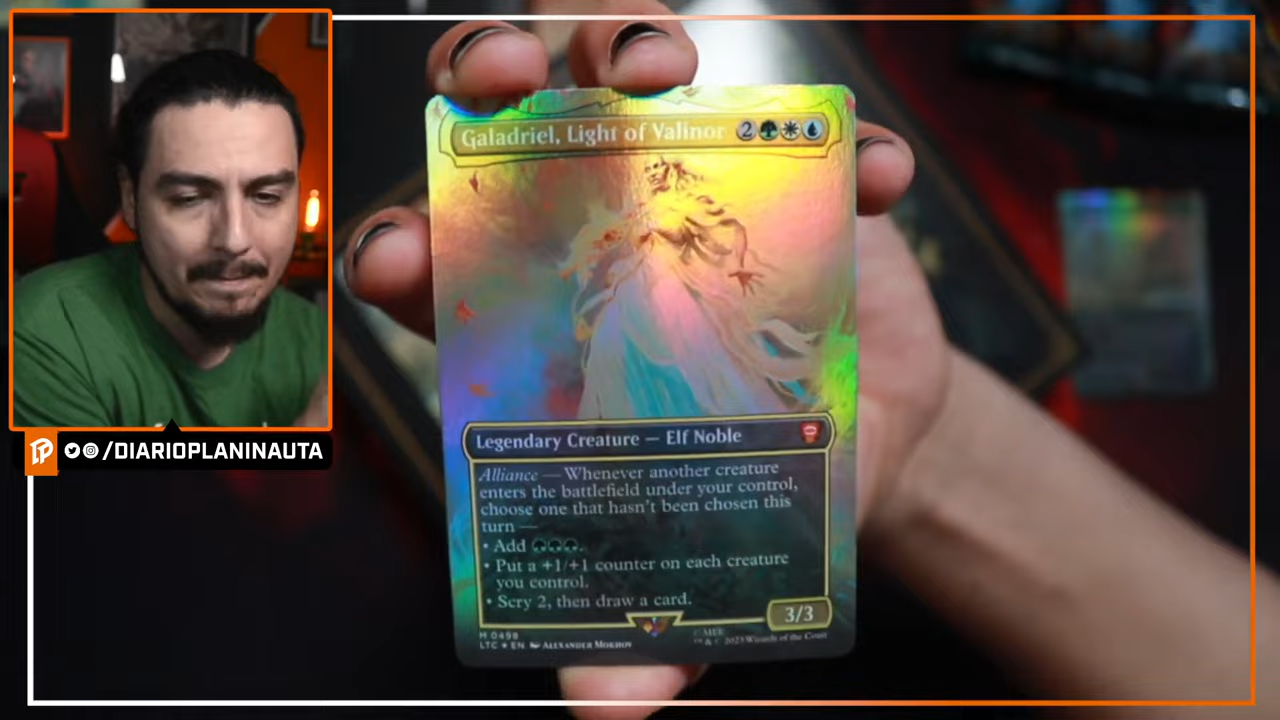 Galadriel, Light of Valinor 2
/DIARIOPLANINAUTA
Legendary Creature — Elf Noble
Alliance — Whenever another creature
enters the battlefield under your control,
choose one that hasn't been chosen this
turn —
• Add
• Put a +1/+1 counter on each creature
you control.
• Scry 2, then draw a card.
3/3
M 0498
LTC ★ EN ALEXANDER MOKHOV
™ & © 2023 Wizards of the Coast